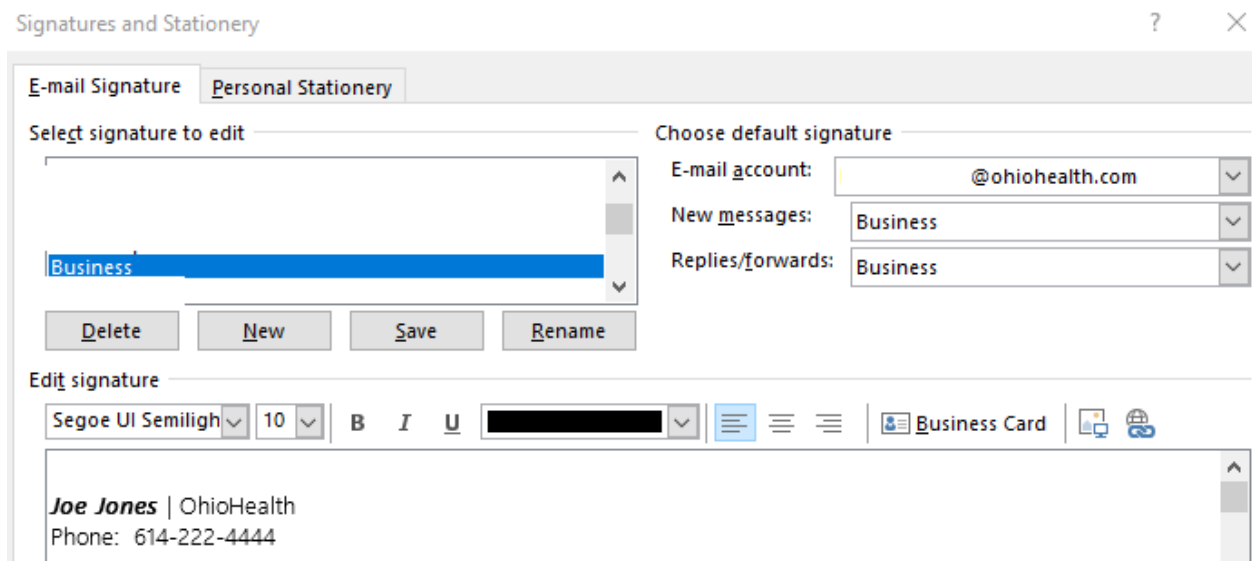 Signatures and Stationery ? ×
E-mail Signature Personal Stationery
Select signature to edit
Business
Delete New Save Rename
Choose default signature
E-mail account: @ohiohealth.com
New messages: Business
Replies/forwards: Business
Edit signature
Segoe UI Semiligh 10 B I U Business Card
Joe Jones | OhioHealth
Phone: 614-222-4444